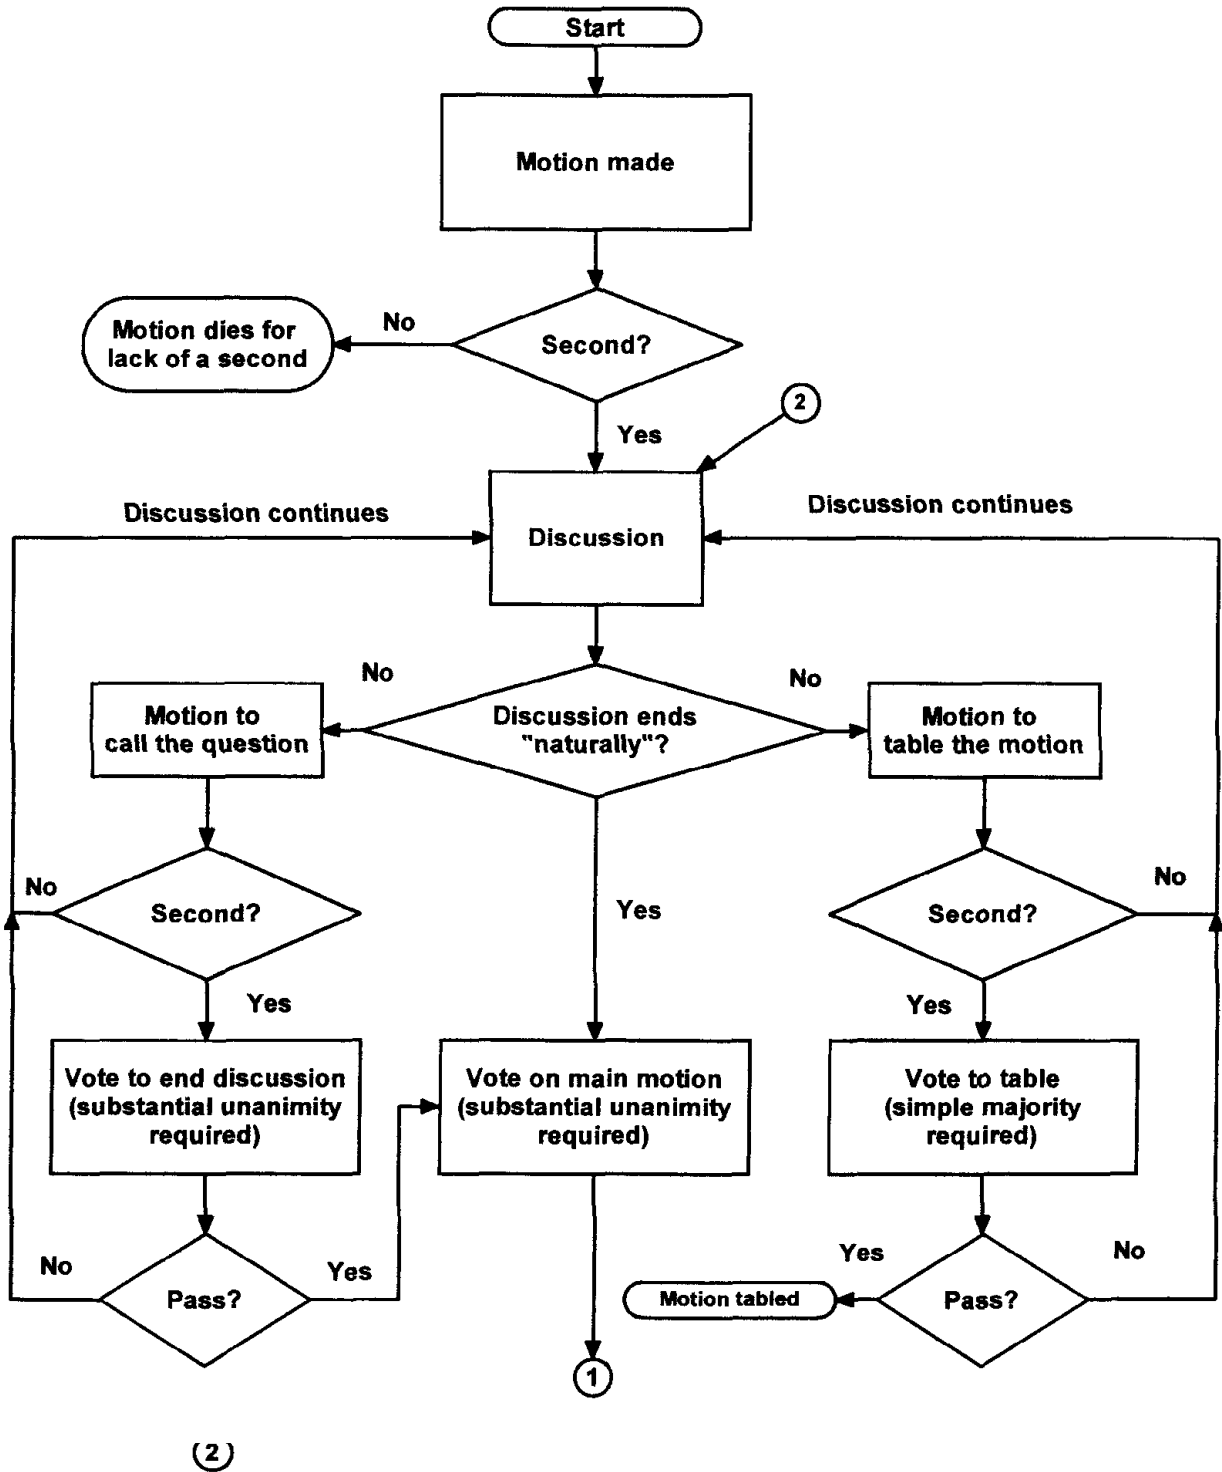 Start
Motion made
No
Motion dies for
lack of a second
Second?
2
Yes
Discussion continues
Discussion continues
Discussion
No
No
Motion to
call the question
Discussion ends
"naturally"?
Motion to
table the motion
No
Second?
Yes
Second?
No
Yes
Yes
Vote to end discussion
(substantial unanimity
required)
Vote on main motion
(substantial unanimity
required)
Vote to table
(simple majority
required)
No
Pass?
Yes
Motion tabled
Yes
Pass?
No
1
2